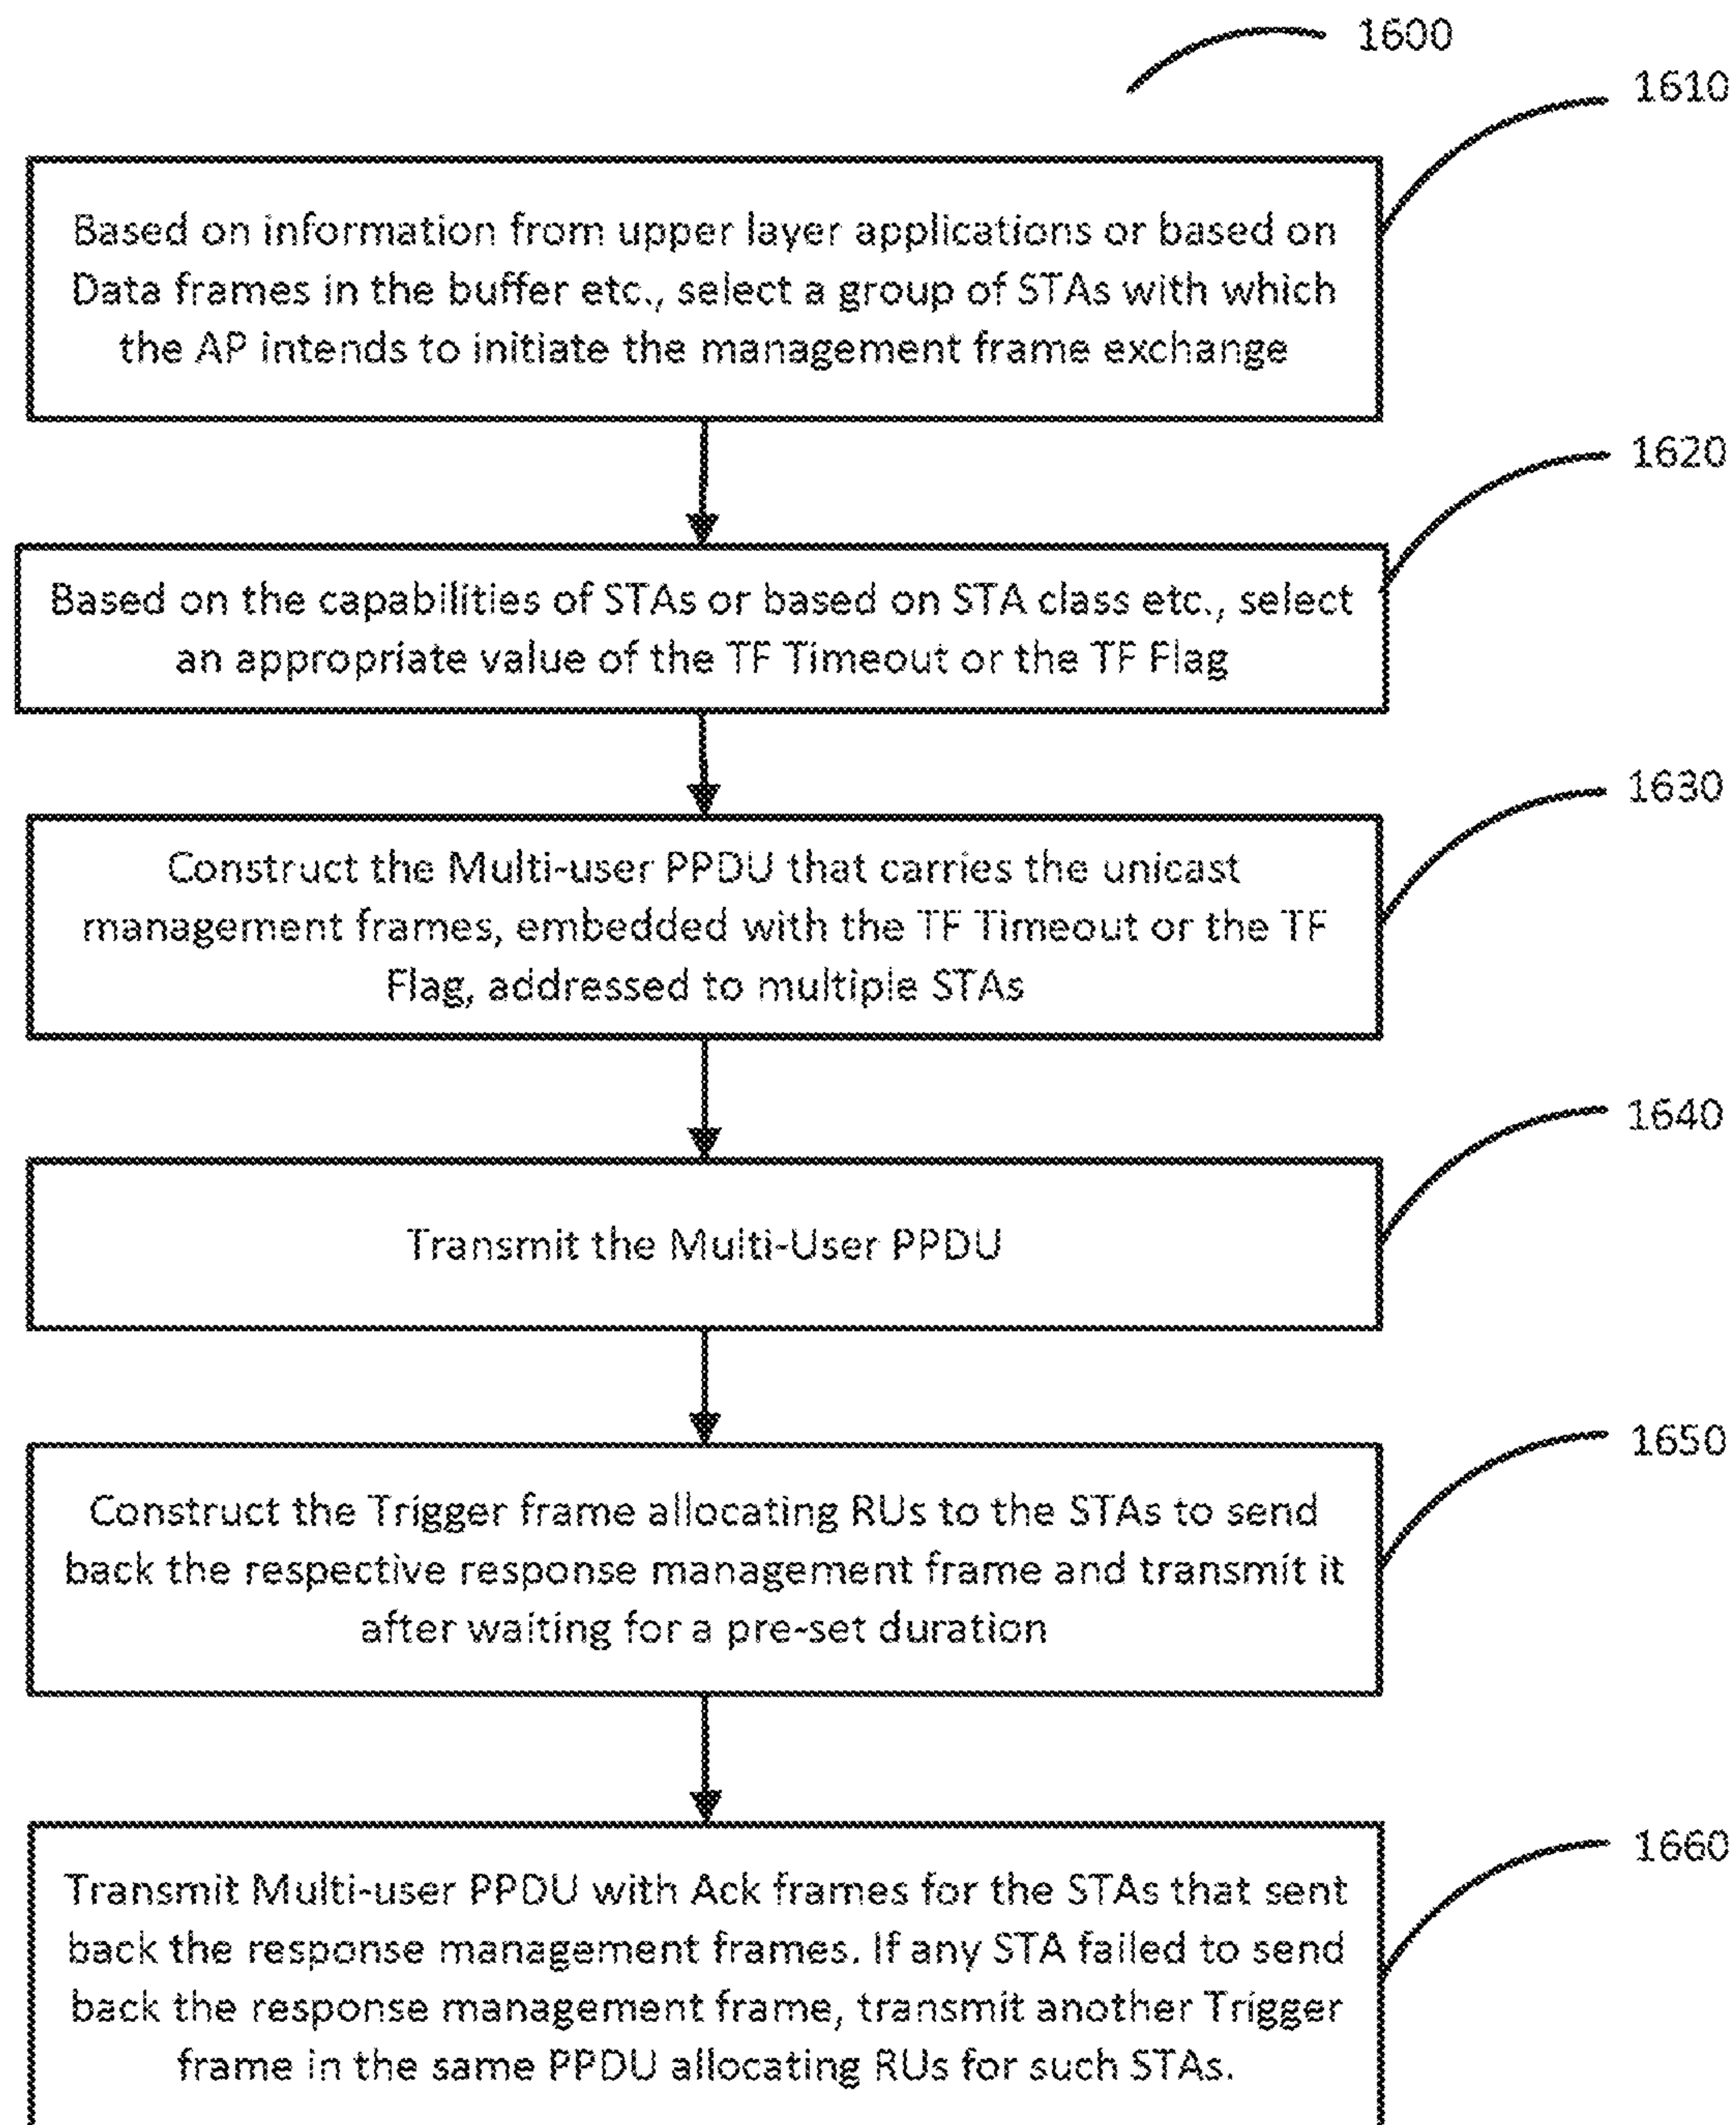 1600
1610
Based on information from upper layer applications or based on
Data frames in the buffer etc., select a group of STAs with which
the AP intends to initiate the management frame exchange
1620
Based on the capabilities of STAs or based on STA class etc., select
an appropriate value of the TF Timeout or the TF Flag
1630
Construct the Multi-user PPDU that carries the unicast
management frames, embedded with the TF Timeout or the TF
Flag, addressed to multiple STAs
1640
Transmit the Multi-User PPDU
1650
Construct the Trigger frame allocating RUs to the STAs to send
back the respective response management frame and transmit it
after waiting for a pre-set duration
1660
Transmit Multi-user PPDU with Ack frames for the STAs that sent
back the response management frames. If any STA failed to send
back the response management frame, transmit another Trigger
frame in the same PPDU allocating RUs for such STAs.